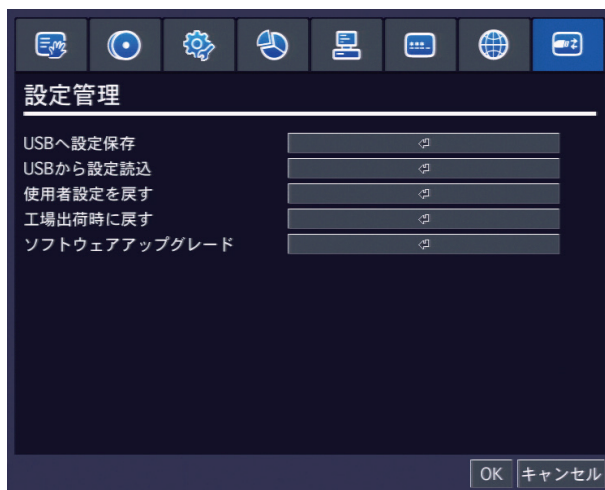 設定管理
USBへ設定保存
USBから設定読込
使用者設定を戻す
工場出荷時に戻す
ソフトウェアアップグレード
OK キャンセル